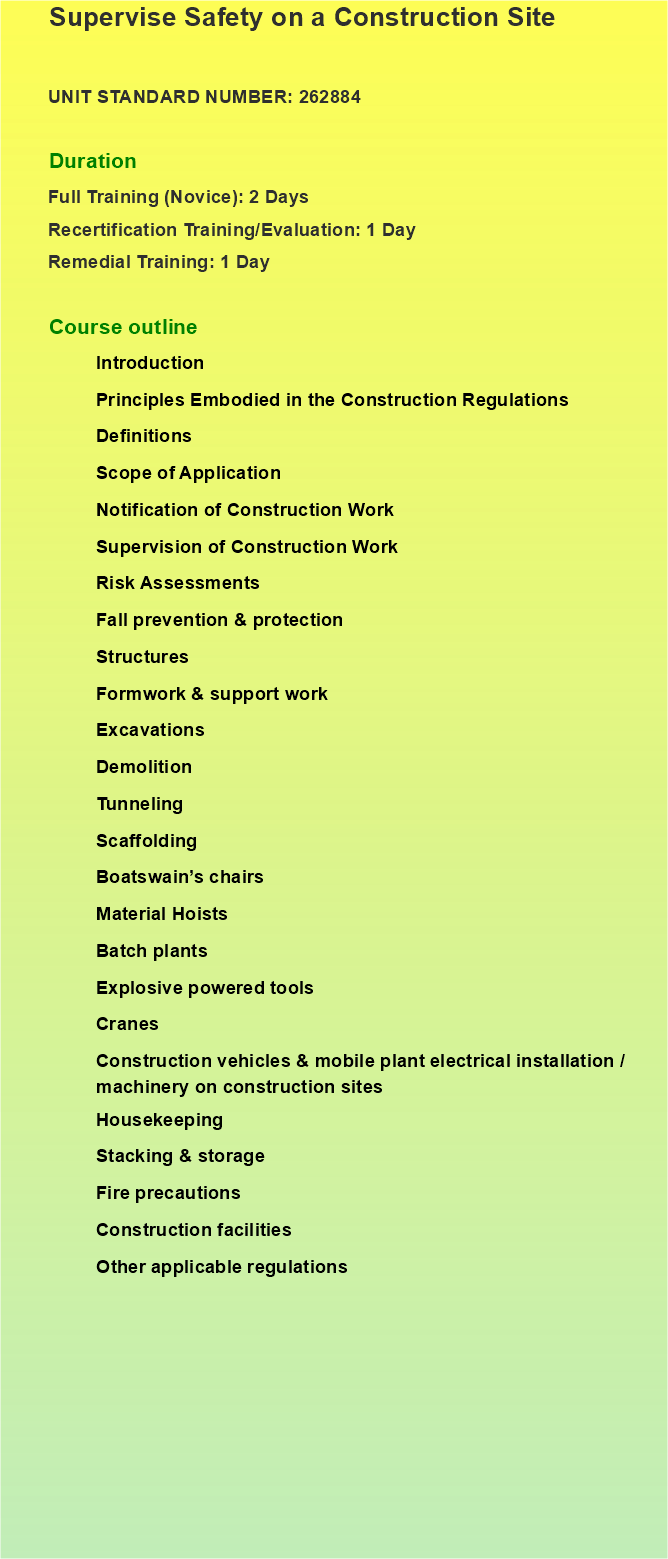 Supervise Safety on a Construction Site
UNIT STANDARD NUMBER: 262884
Duration
Full Training (Novice): 2 Days
Recertification Training/Evaluation: 1 Day
Remedial Training: 1 Day
Course outline
Introduction
Principles Embodied in the Construction Regulations
Definitions
Scope of Application
Notification of Construction Work
Supervision of Construction Work
Risk Assessments
Fall prevention & protection
Structures
Formwork & support work
Excavations
Demolition
Tunneling
Scaffolding
Boatswain’s chairs
Material Hoists
Batch plants
Explosive powered tools
Cranes
Construction vehicles & mobile plant electrical installation /
machinery on construction sites
Housekeeping
Stacking & storage
Fire precautions
Construction facilities
Other applicable regulations